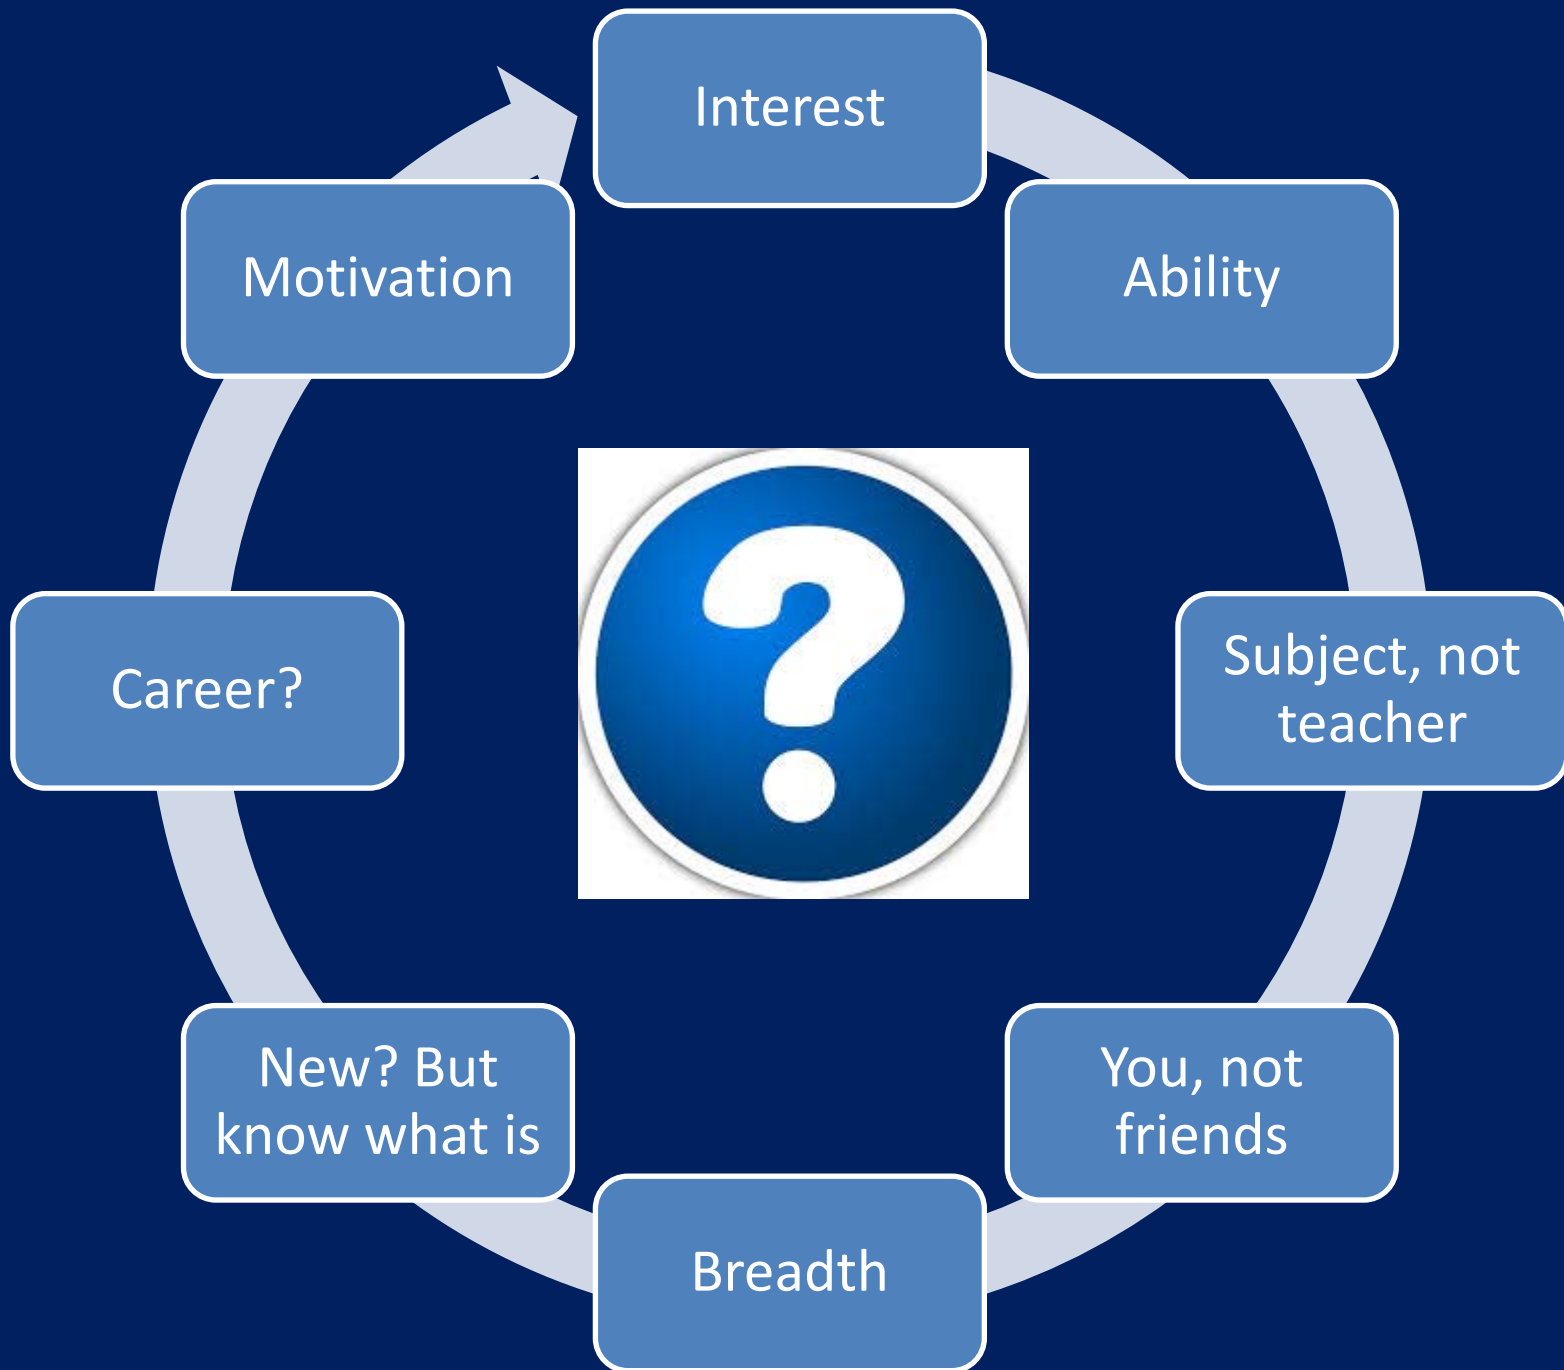 Interest
Ability
Subject, not
teacher
You, not
friends
Breadth
New? But
know what is
Career?
Motivation
?